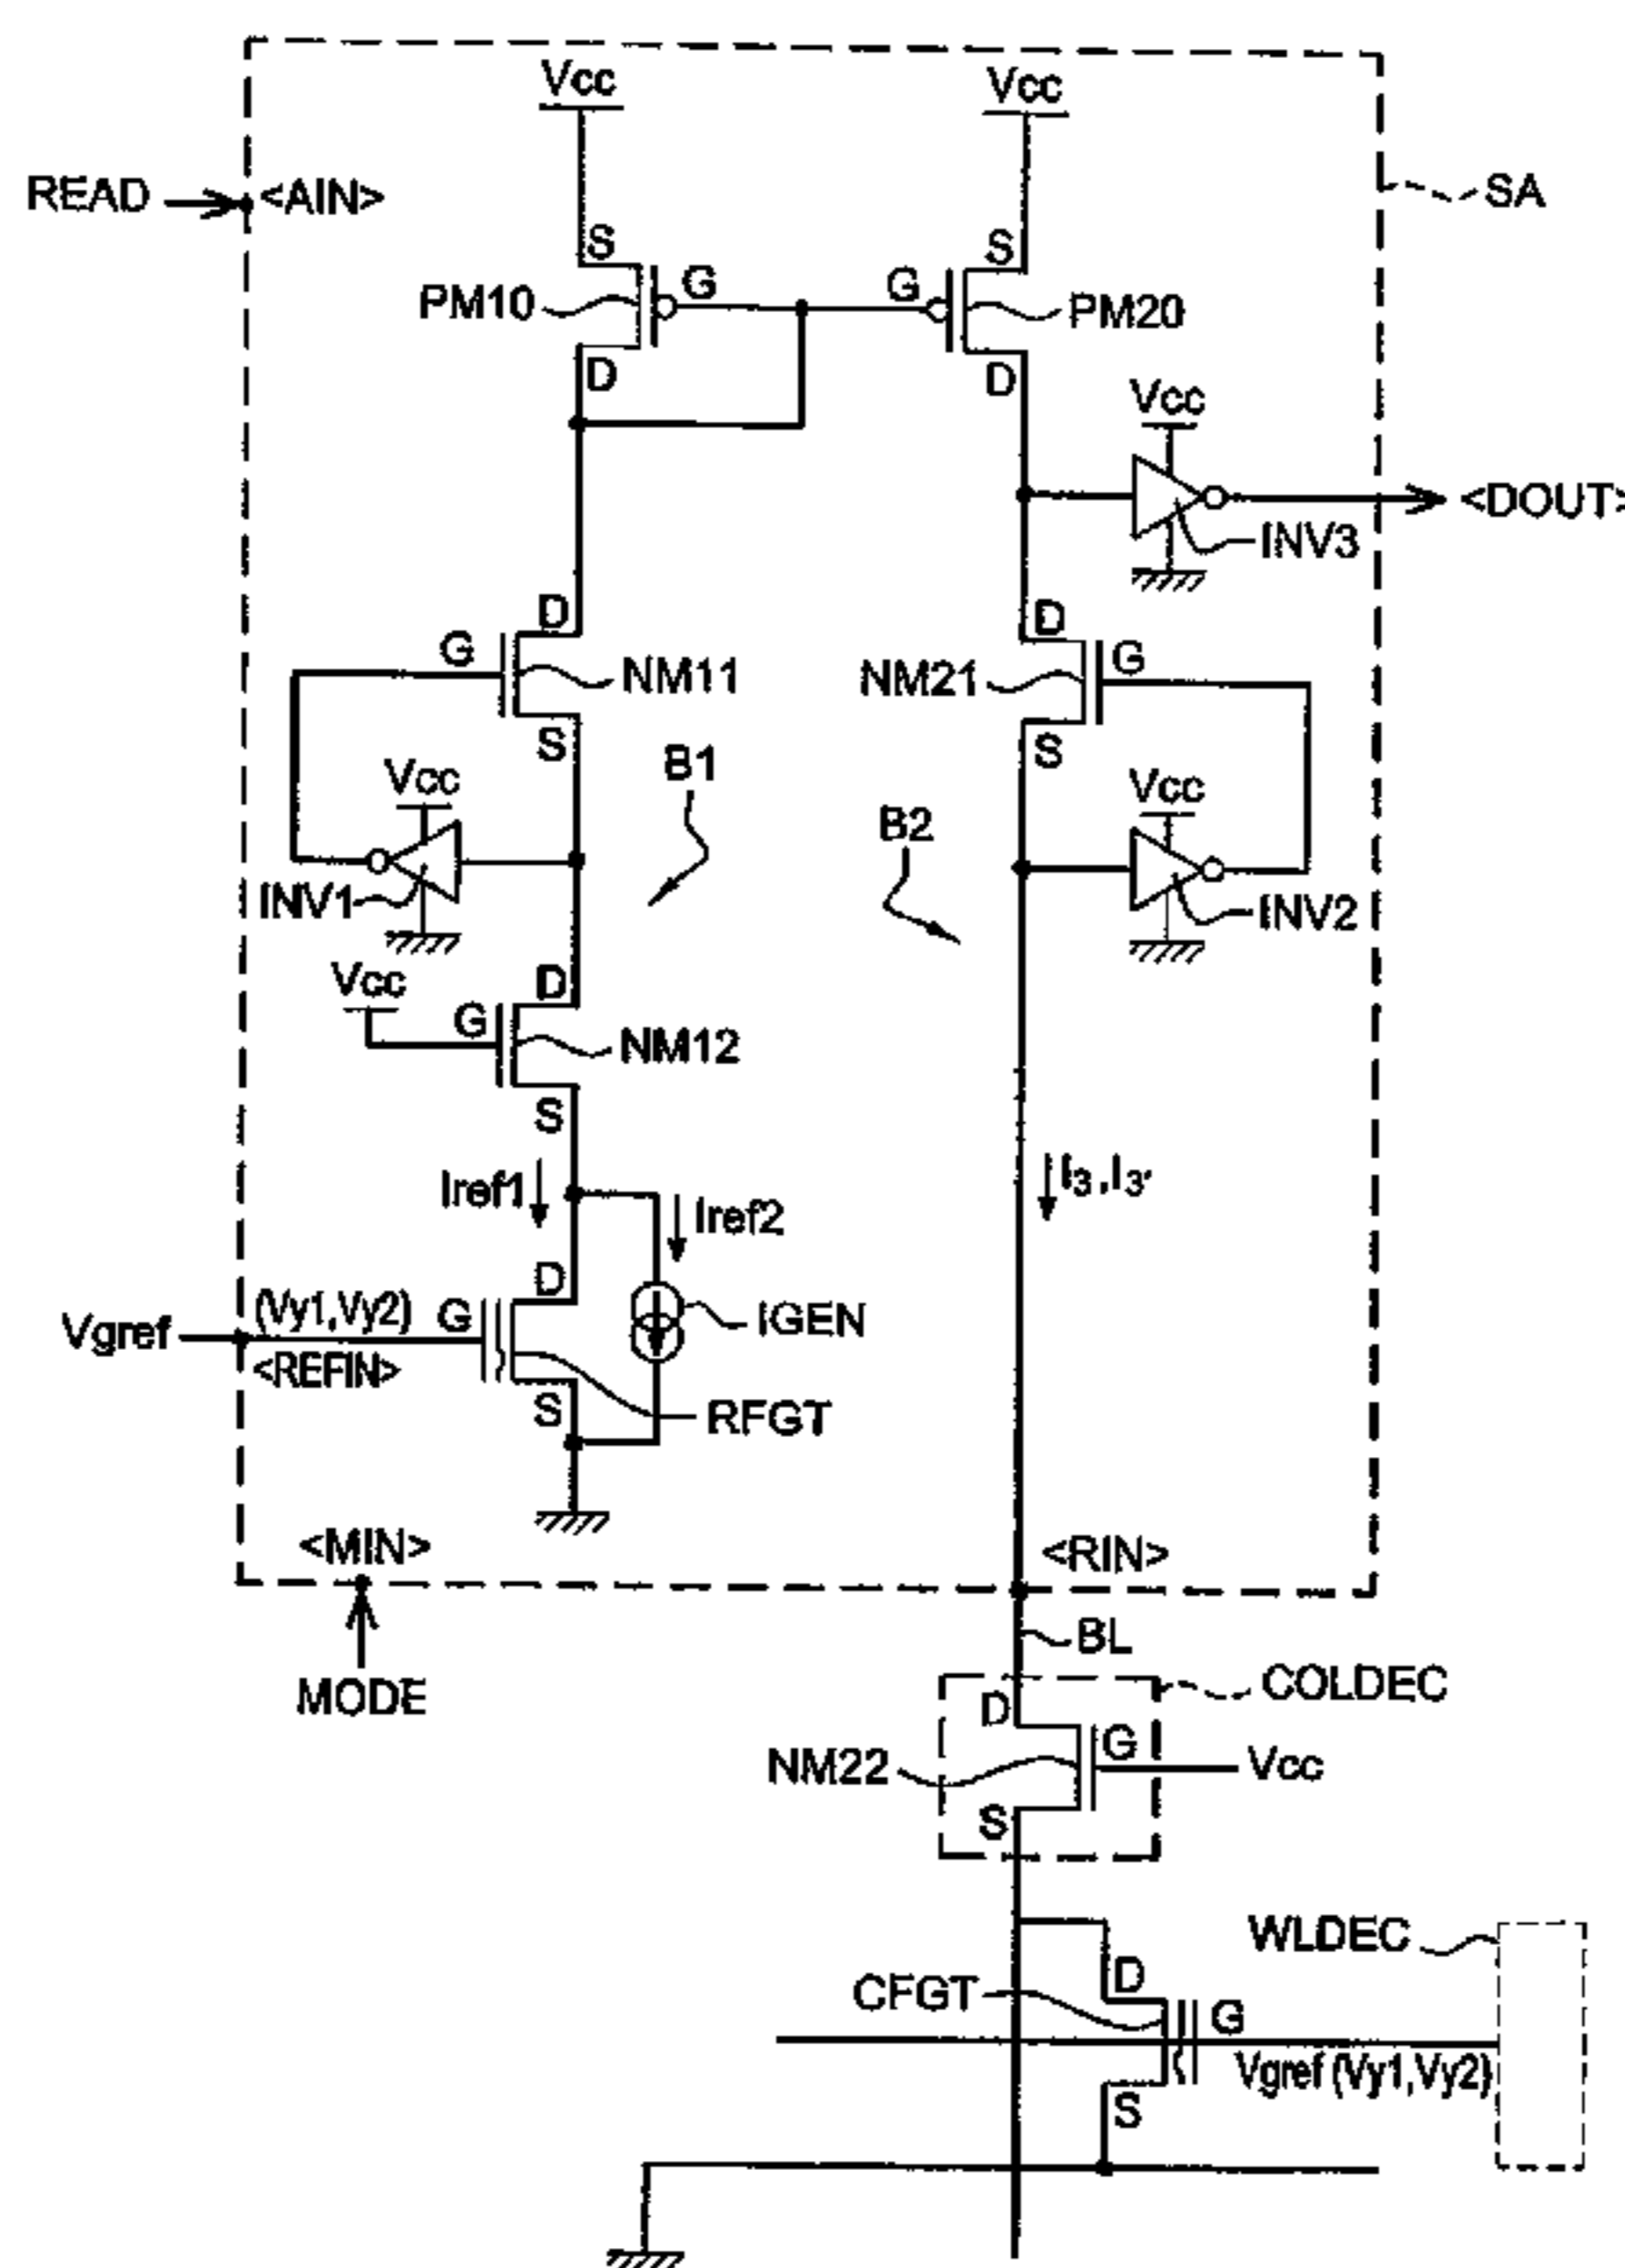 Vcc
Vcc
READ
<AIN>
SA
S
S
PM10
G
G
PM20
D
D
Vcc
<DOUT>
INV3
D
D
G
NM11
NM21
G
S
S
Vcc
B1
Vcc
B2
INV1
INV2
Vcc
D
G
NM12
S
Iref1
Iref2
I3,I3'
D
Vgref
(Vy1,Vy2)
G
IGEN
<REFIN>
S
RFGT
<MIN>
<RIN>
BL
MODE
COLDEC
D
G
NM22
Vcc
S
WLDEC
D
CFGT
G
Vgref (Vy1,Vy2)
S